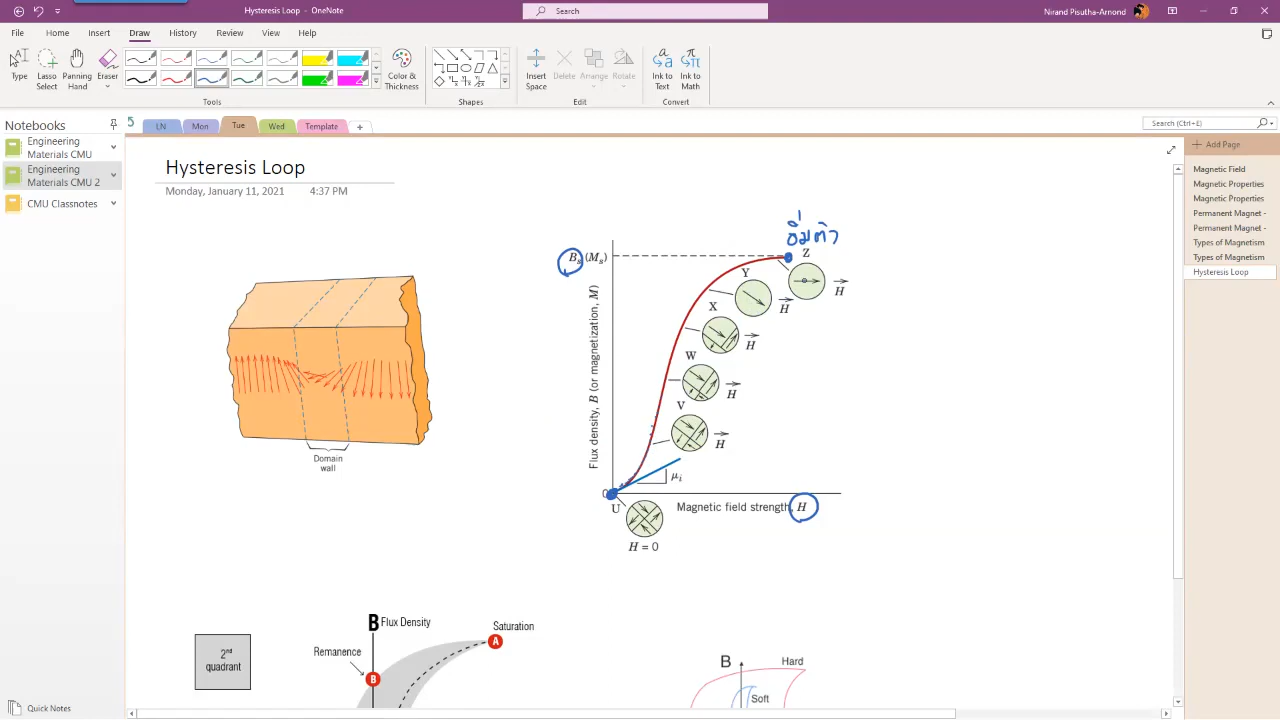 Hysteresis Loop - OneNote
Search
Nirand Pisutha-Arnond
File Home Insert Draw History Review View Help
Type
Lasso Select
Panning Hand
Eraser
Color & Thickness
Insert Space
Delete
Arrange
Rotate
Ink to Text
Ink to Math
Tools
Shapes
Edit
Convert
Notebooks
Engineering Materials CMU
Engineering Materials CMU 2
CMU Classnotes
Quick Notes
LN Mon Tue Wed Template
Search (Ctrl+E)
Add Page
Magnetic Field
Magnetic Properties
Magnetic Properties
Permanent Magnet -
Permanent Magnet -
Types of Magnetism
Types of Magnetism
Hysteresis Loop
Hysteresis Loop
Monday, January 11, 2021 4:37 PM
Domain
wall
อิ่มตัว
Bs (Ms)
Z
H
Y
H
X
H
W
H
V
H
Flux density, B (or magnetization, M)
μi
0
U
Magnetic field strength, H
H = 0
2nd
quadrant
B Flux Density
Saturation
A
Remanence
B
B
Hard
Soft